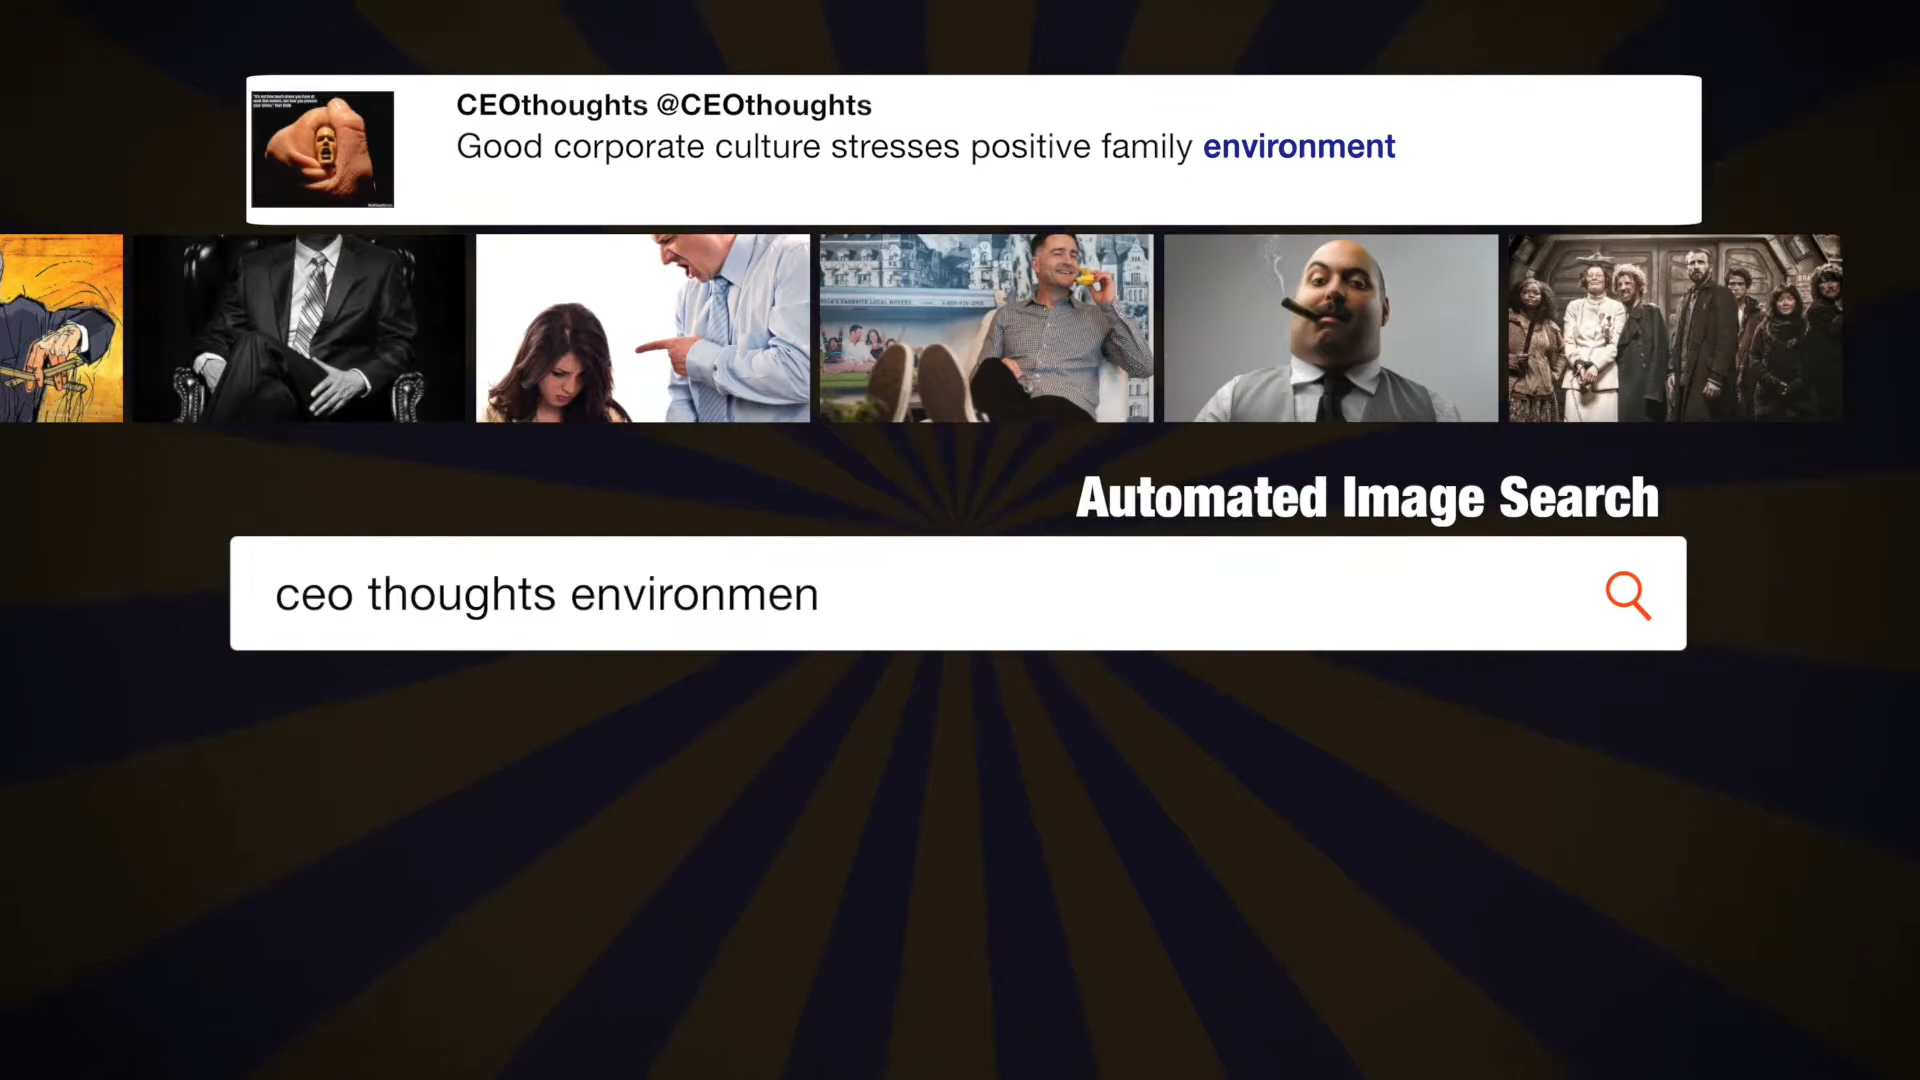 CEOthoughts @CEOthoughts
Good corporate culture stresses positive family environment
Automated Image Search
ceo thoughts environmen